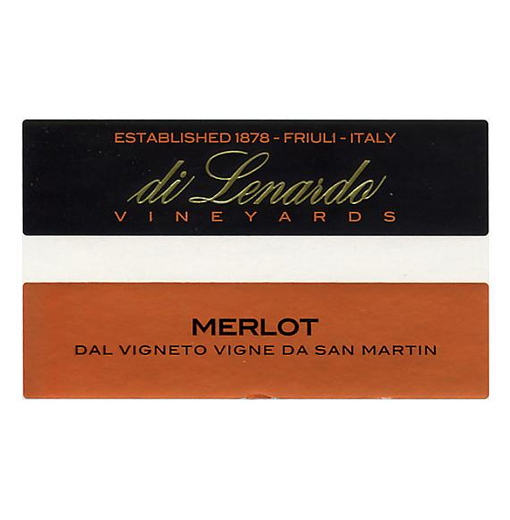 ESTABLISHED 1878 - FRIULI - ITALY
di Lenardo
VINEYARDS
MERLOT
DAL VIGNETO VIGNE DA SAN MARTIN